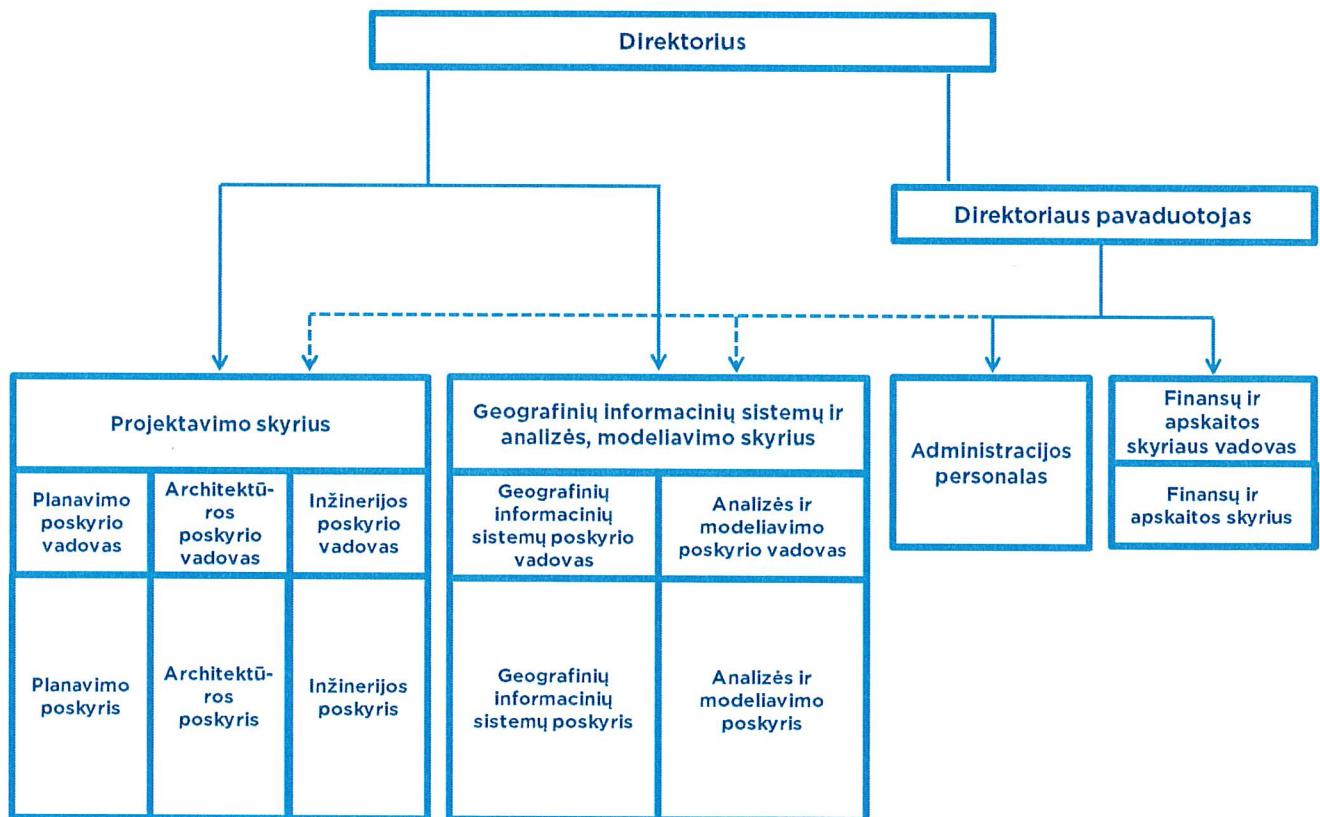 Direktorius
Direktoriaus pavaduotojas
Projektavimo skyrius
Geografinių informacinių sistemų ir
analizės, modeliavimo skyrius
Administracijos
personalas
Finansų ir
apskaitos
skyriaus vadovas
Finansų ir
apskaitos skyrius
Planavimo
poskyrio
vadovas
Architektū-
ros
poskyrio
vadovas
Inžinerijos
poskyrio
vadovas
Geografinių
informacinių
sistemų poskyrio
vadovas
Analizės ir
modeliavimo
poskyrio vadovas
Planavimo
poskyris
Architektū-
ros
poskyris
Inžinerijos
poskyris
Geografinių
informacinių
sistemų poskyris
Analizės ir
modeliavimo
poskyris